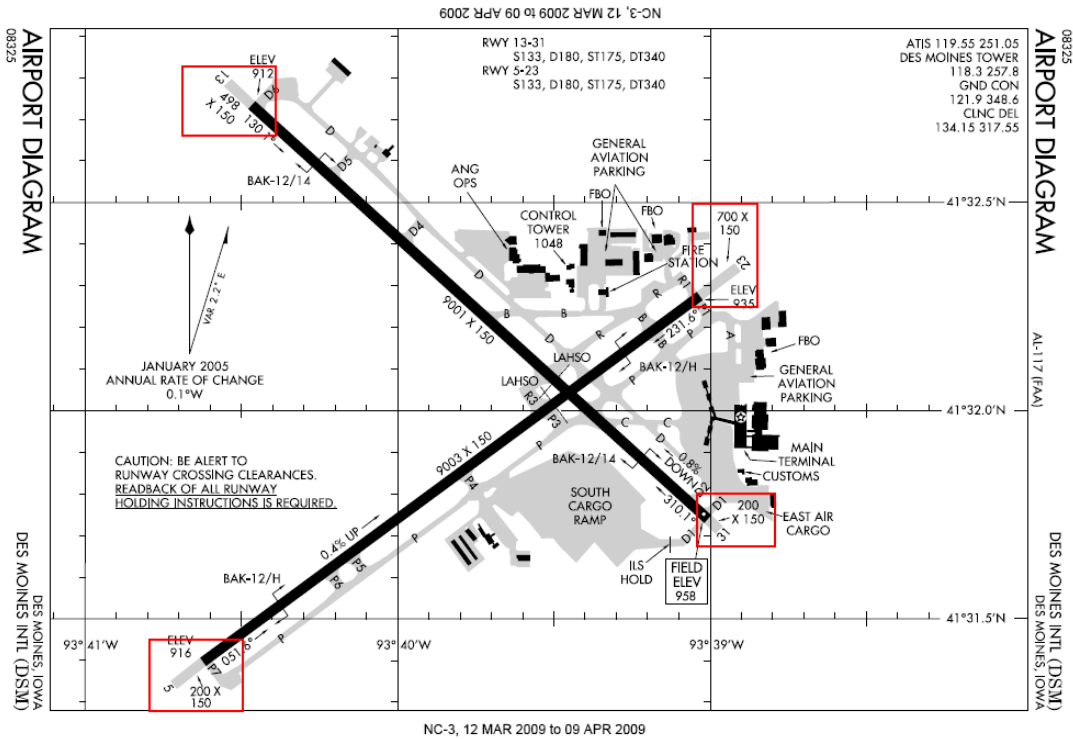 NC-3, 12 MAR 2009 to 09 APR 2009
08325
AIRPORT DIAGRAM
AIRPORT DIAGRAM
08325
RWY 13-31
S133, D180, ST175, DT340
RWY 5-23
S133, D180, ST175, DT340
ATIS 119.55 251.05
DES MOINES TOWER
118.3 257.8
GND CON
121.9 348.6
CLNC DEL
134.15 317.55
ELEV
912
13
D6
498
X 150
130.1°
D
D5
BAK-12/14
ANG
OPS
GENERAL
AVIATION
PARKING
FBO
FBO
CONTROL
TOWER
1048
FIRE
STATION
700 X
150
23
ELEV
935
41°32.5'N
D4
D
9001 X 150
B
B
D
R
B
R
R1
231.6°
B
P
P
A
P1
VAR 2.2° E
JANUARY 2005
ANNUAL RATE OF CHANGE
0.1°W
LAHSO
LAHSO
BAK-12/H
FBO
GENERAL
AVIATION
PARKING
AL-117 (FAA)
R3
P3
C
C
D
41°32.0'N
9003 X 150
P
P4
BAK-12/14
0.8%
DOWN
D2
MAIN
TERMINAL
CUSTOMS
CAUTION: BE ALERT TO
RUNWAY CROSSING CLEARANCES.
READBACK OF ALL RUNWAY
HOLDING INSTRUCTIONS IS REQUIRED.
SOUTH
CARGO
RAMP
310.1°
D1
200
X 150
31
D1
EAST AIR
CARGO
0.4% UP
P
P5
P6
ILS
HOLD
FIELD
ELEV
958
BAK-12/H
41°31.5'N
93°41'W
93°40'W
93°39'W
ELEV
916
051.6°
P
P7
5
200 X
150
DES MOINES, IOWA
DES MOINES INTL (DSM)
DES MOINES INTL (DSM)
DES MOINES, IOWA
NC-3, 12 MAR 2009 to 09 APR 2009